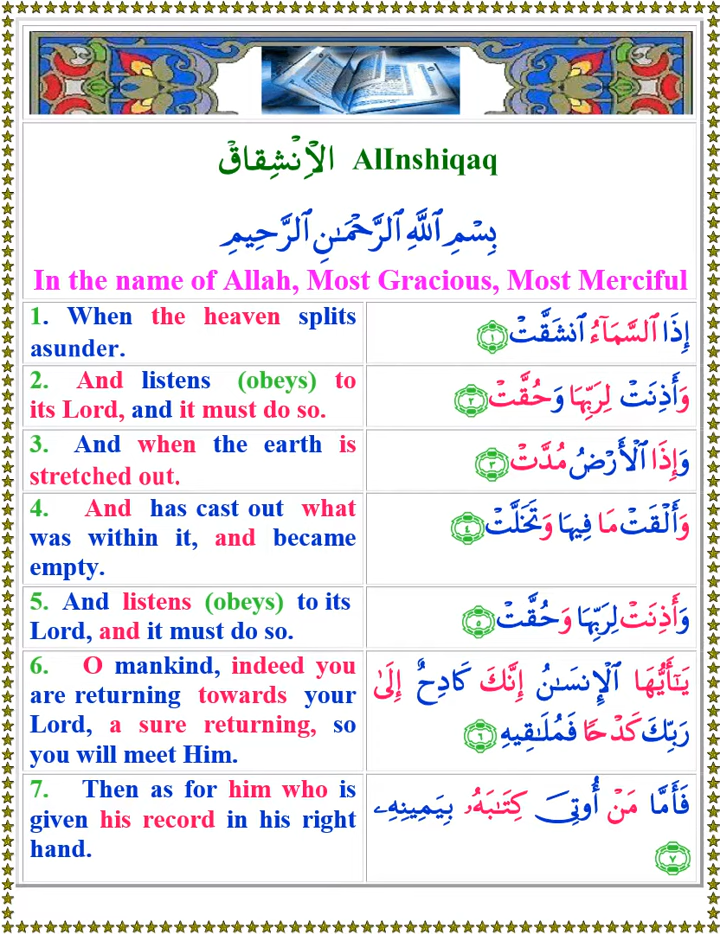 الِانْشِقاقْ AlInshiqaq
بِسْمِ ٱللَّهِ ٱلرَّحْمَـٰنِ ٱلرَّحِيمِ
In the name of Allah, Most Gracious, Most Merciful
1. When the heaven splits
asunder.
إِذَا ٱلسَّمَآءُ ٱنشَقَّتْ ١
2. And listens (obeys) to
its Lord, and it must do so.
وَأَذِنَتْ لِرَبِّهَا وَحُقَّتْ ٢
3. And when the earth is
stretched out.
وَإِذَا ٱلْأَرْضُ مُدَّتْ ٣
4. And has cast out what
was within it, and became
empty.
وَأَلْقَتْ مَا فِيهَا وَتَخَلَّتْ ٤
5. And listens (obeys) to its
Lord, and it must do so.
وَأَذِنَتْ لِرَبِّهَا وَحُقَّتْ ٥
6. O mankind, indeed you
are returning towards your
Lord, a sure returning, so
you will meet Him.
يَـٰٓأَيُّهَا ٱلْإِنسَـٰنُ إِنَّكَ كَادِحٌ إِلَىٰ
رَبِّكَ كَدْحًا فَمُلَـٰقِيهِ ٦
7. Then as for him who is
given his record in his right
hand.
فَأَمَّا مَنْ أُوتِىَ كِتَـٰبَهُۥ بِيَمِينِهِۦ
٧